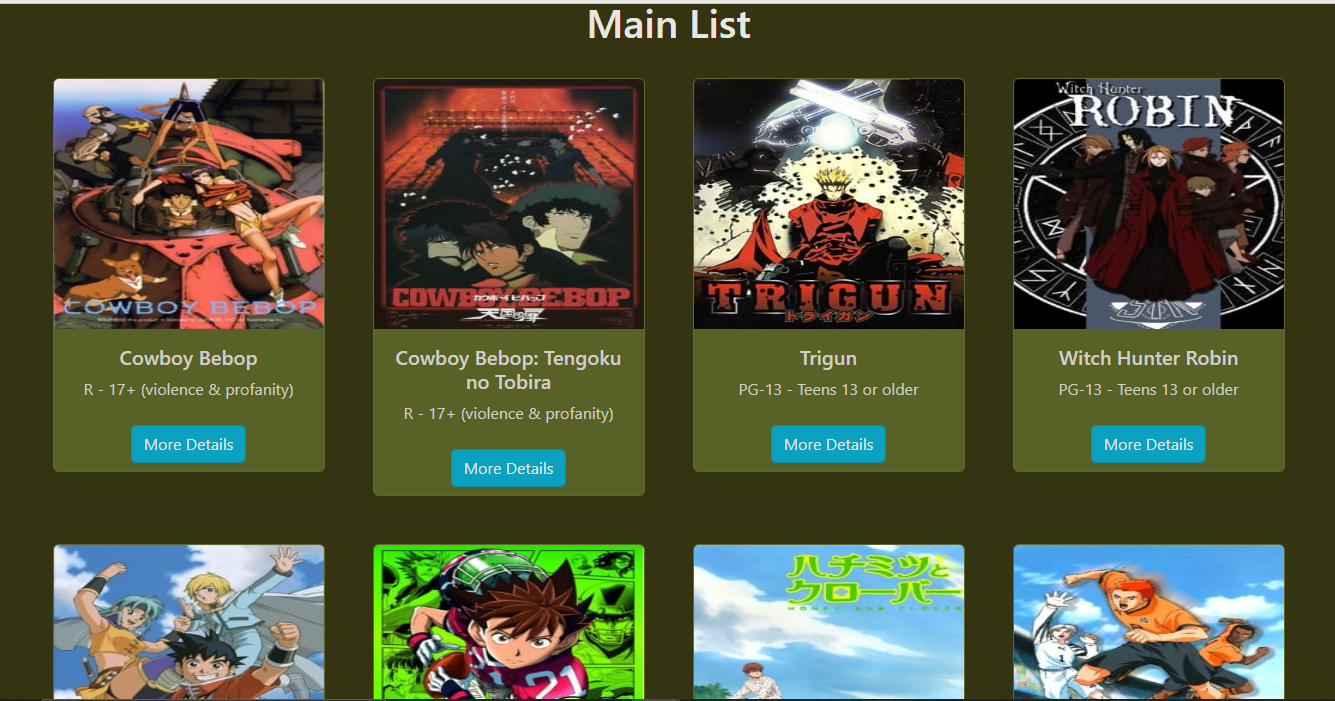 Main List
COWBOY BEBOP
カウボーイビバップ
COWBOY BEBOP
天国の扉
TRIGUN
トライガン
Witch Hunter
ROBIN
Cowboy Bebop
R - 17+ (violence & profanity)
More Details
Cowboy Bebop: Tengoku
no Tobira
R - 17+ (violence & profanity)
More Details
Trigun
PG-13 - Teens 13 or older
More Details
Witch Hunter Robin
PG-13 - Teens 13 or older
More Details
21
ハチミツと
クローバー
HONEY AND CLOVER